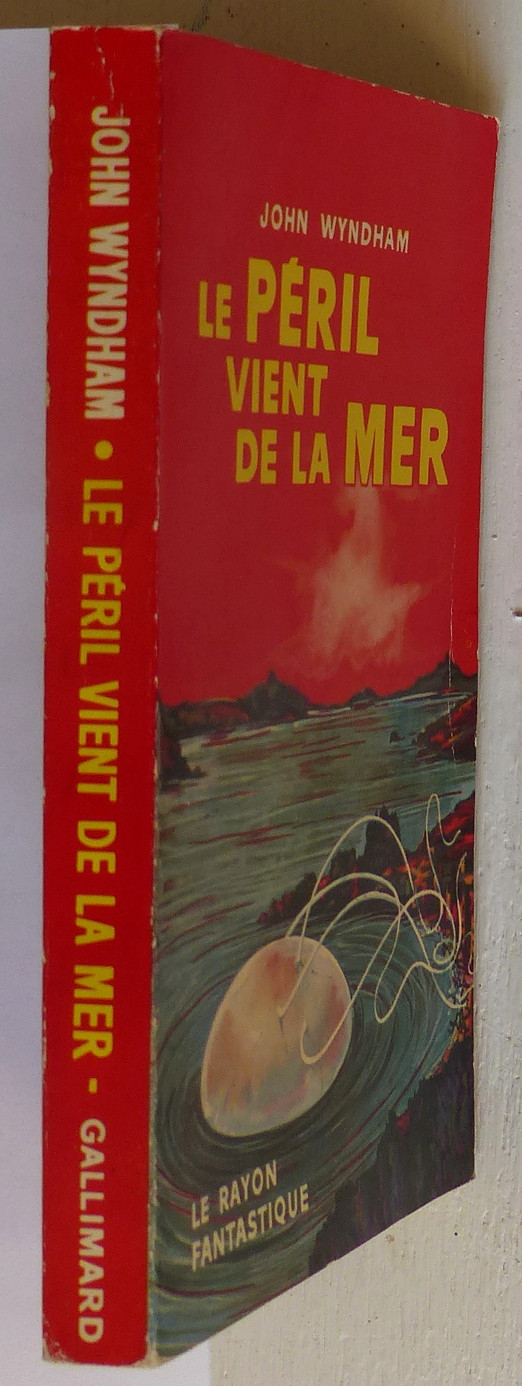 JOHN WYNDHAM • LE PÉRIL VIENT DE LA MER - GALLIMARD
JOHN WYNDHAM
LE PÉRIL
VIENT
DE LA MER
LE RAYON
FANTASTIQUE